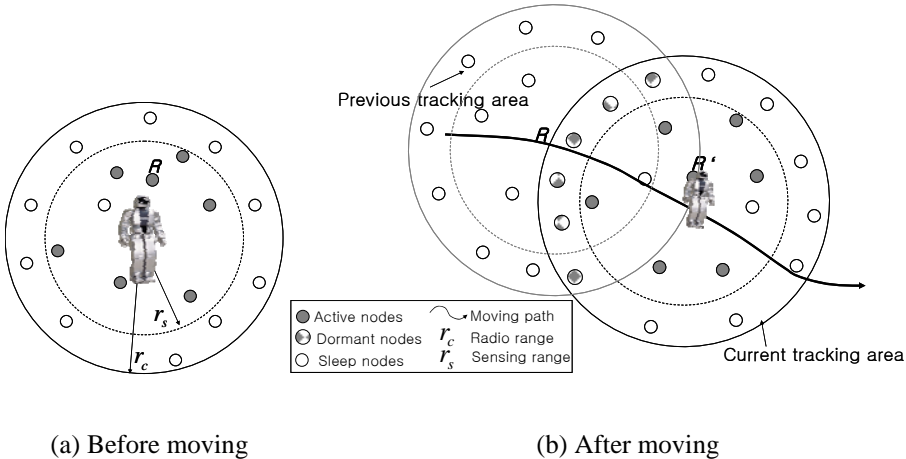 R
r_s
r_c
Previous tracking area
R
R'
Active nodes
Moving path
Dormant nodes
r_c Radio range
Sleep nodes
r_s Sensing range
Current tracking area
(a) Before moving
(b) After moving